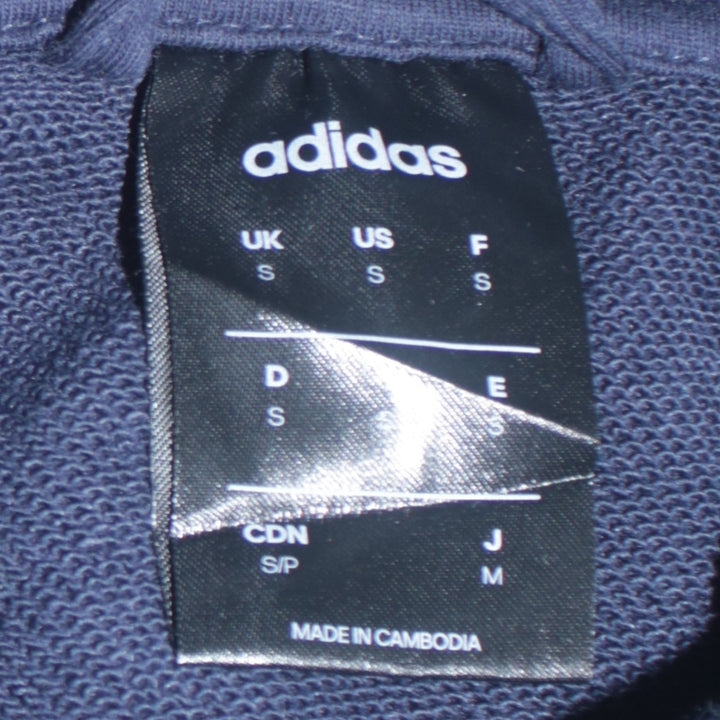 adidas
UK US F
S S S
D E
S S S
CDN J
S/P M
MADE IN CAMBODIA